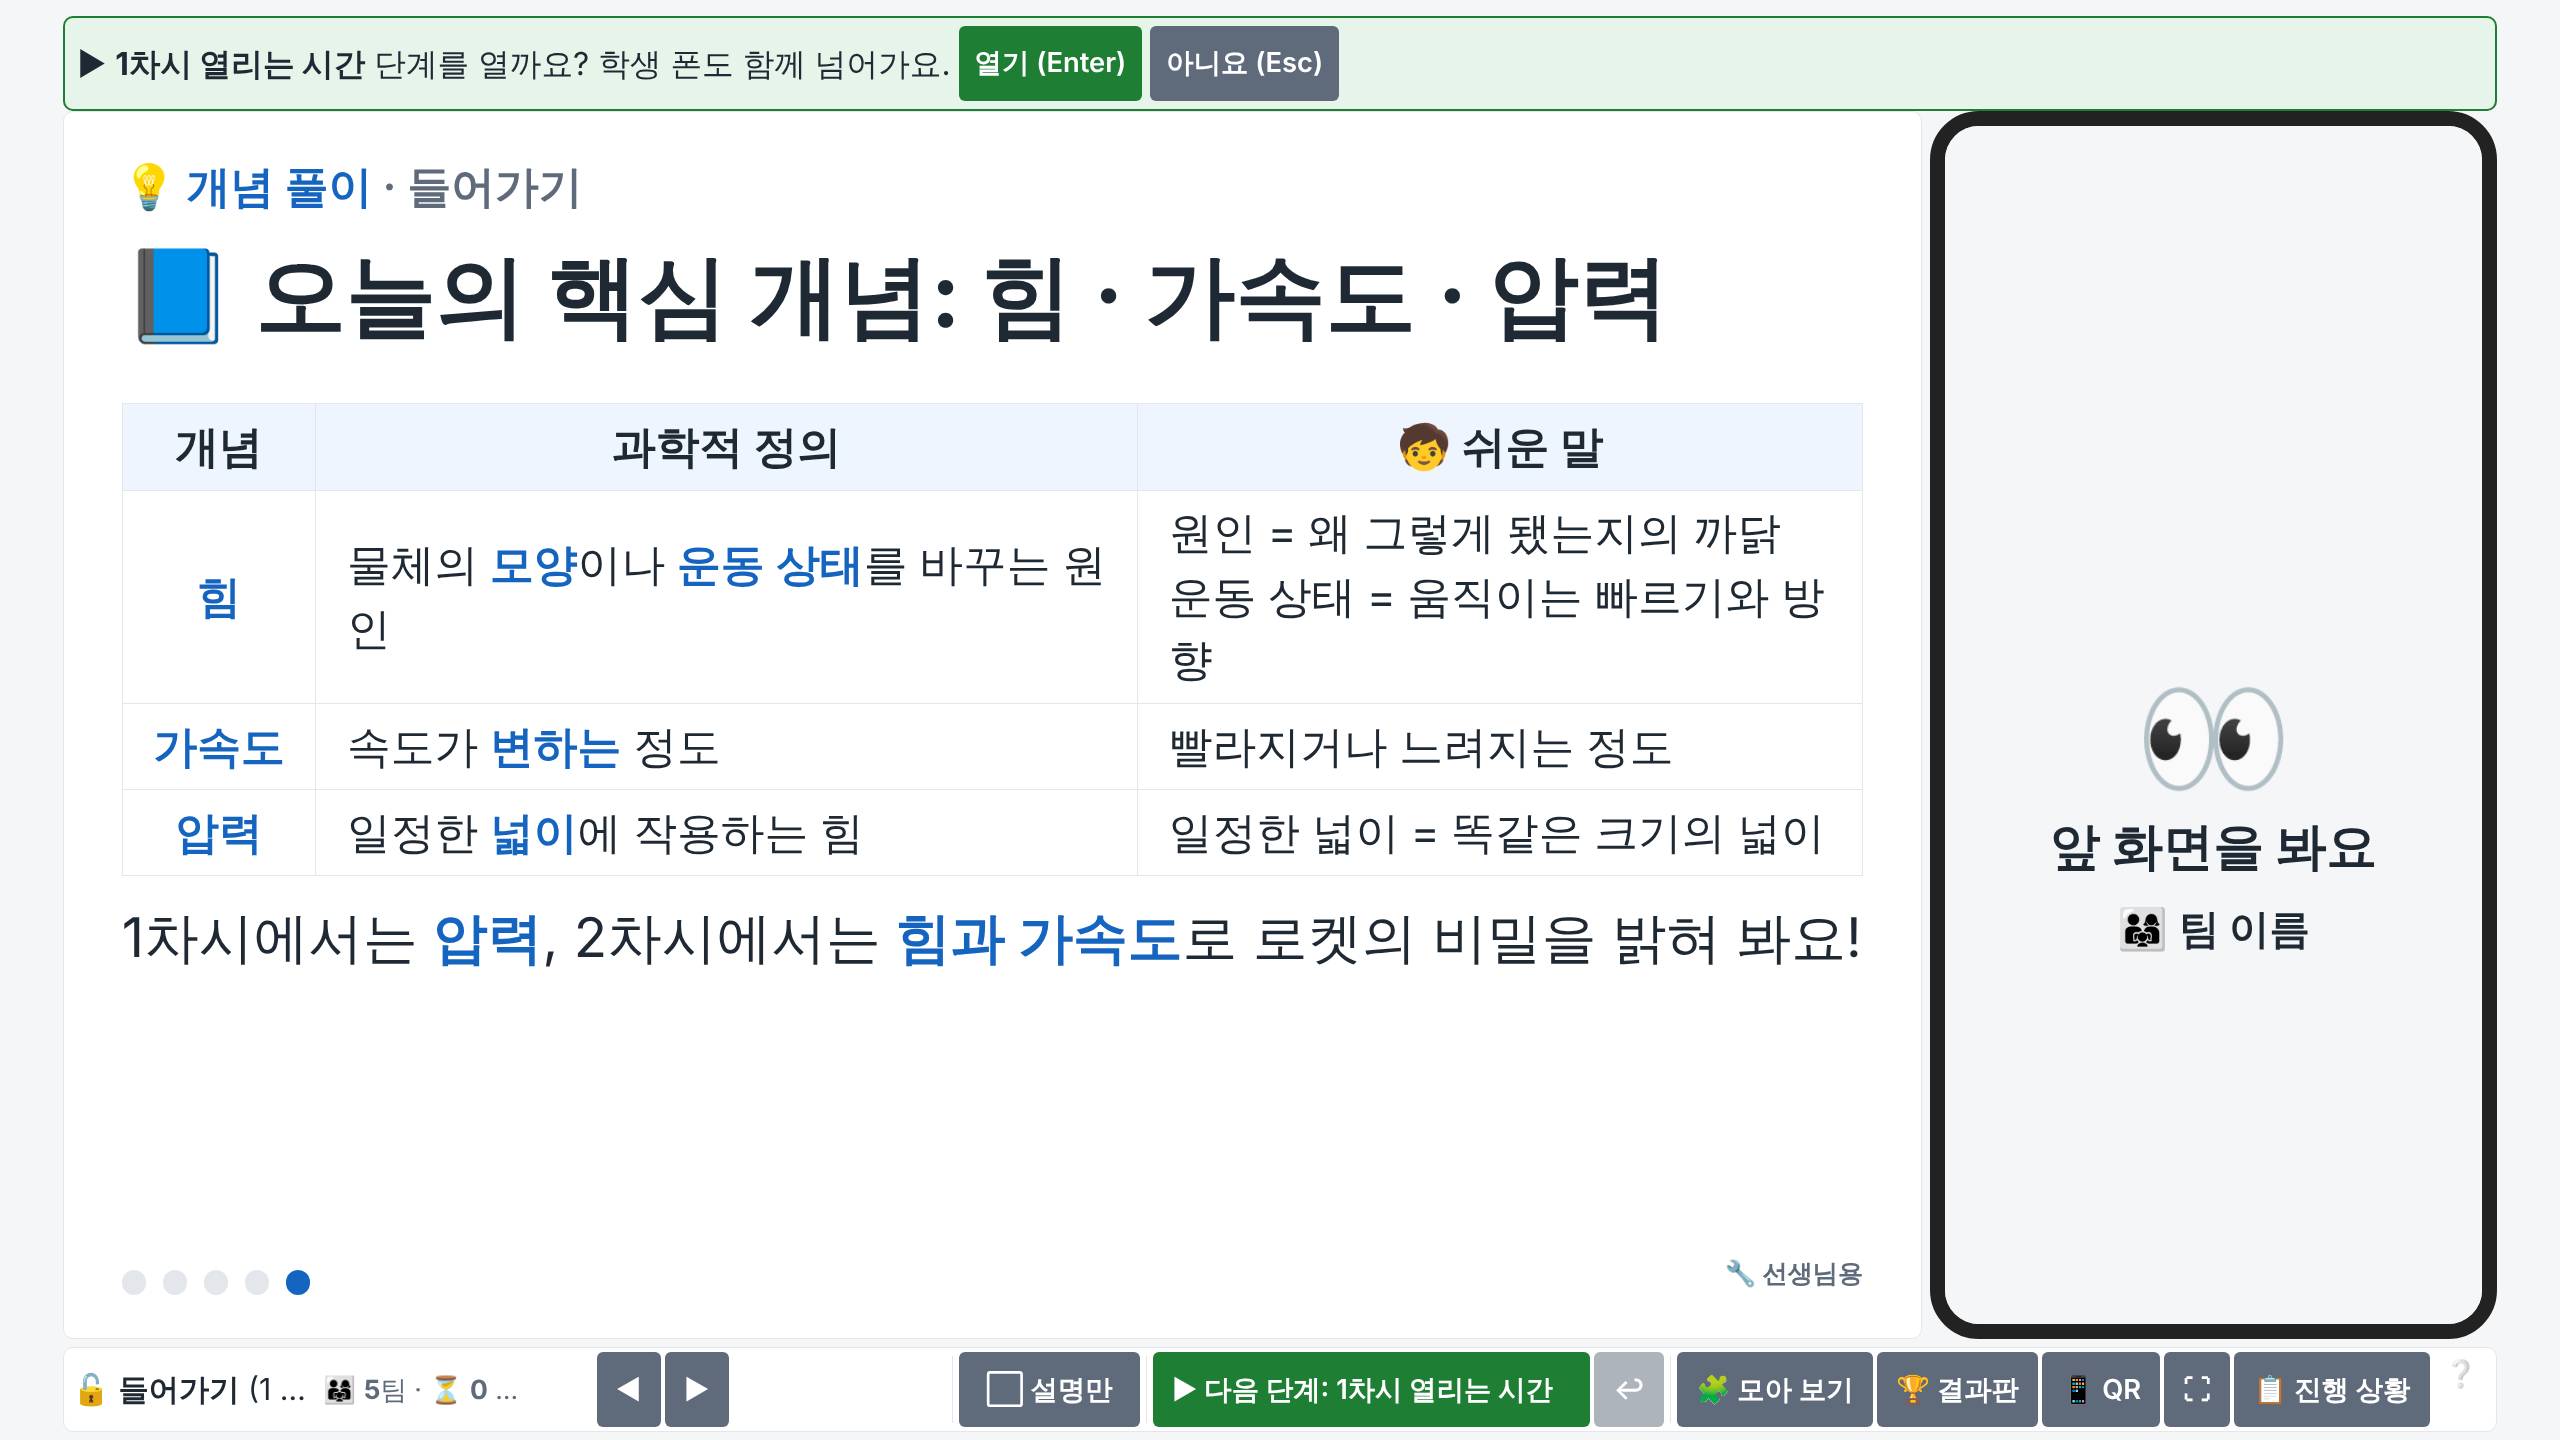 ▶ 1차시 열리는 시간 단계를 열까요? 학생 폰도 함께 넘어가요. 열기 (Enter) 아니요 (Esc)
💡 개념 풀이 · 들어가기
📘 오늘의 핵심 개념: 힘 · 가속도 · 압력
개념 과학적 정의 🧒 쉬운 말
힘
물체의 모양이나 운동 상태를 바꾸는 원
인
원인 = 왜 그렇게 됐는지의 까닭
운동 상태 = 움직이는 빠르기와 방
향
가속도 속도가 변하는 정도 빨라지거나 느려지는 정도
압력 일정한 넓이에 작용하는 힘 일정한 넓이 = 똑같은 크기의 넓이
1차시에서는 압력, 2차시에서는 힘과 가속도로 로켓의 비밀을 밝혀 봐요!
🔧 선생님용
👀
앞 화면을 봐요
👨‍👩‍👧 팀 이름
🔓 들어가기 (1 ... 👨‍👩‍👧 5팀 · ⏳ 0 ... ◀ ▶ 설명만 ▶ 다음 단계: 1차시 열리는 시간 ↩ 🧩 모아 보기 🏆 결과판 📱 QR ⛶ 📋 진행 상황 ❔